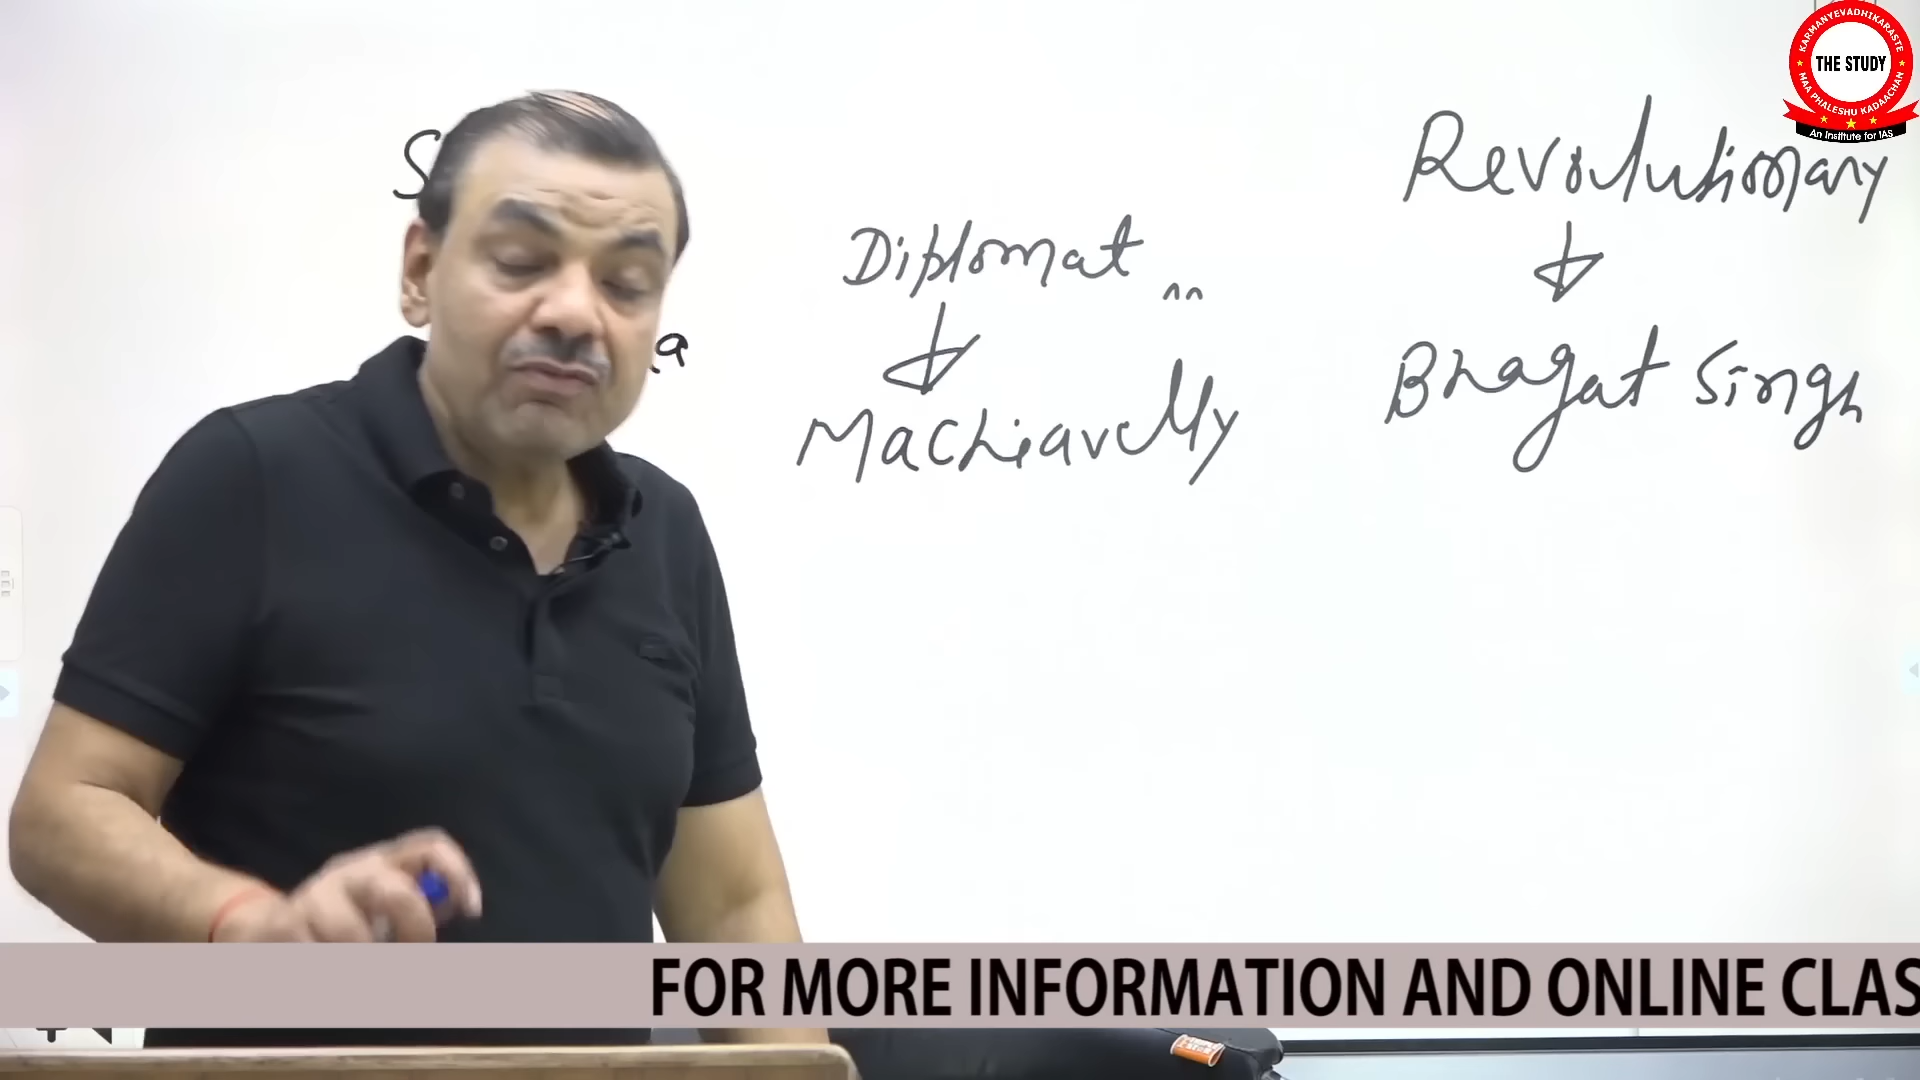 KARMANYEVADHIKARASTE
THE STUDY
MAA PHALESHU KADAACHAN
An Institute for IAS
S
Revolutionary
Diplomat
a
Bhagat Singh
Machiavelly
FOR MORE INFORMATION AND ONLINE CLAS